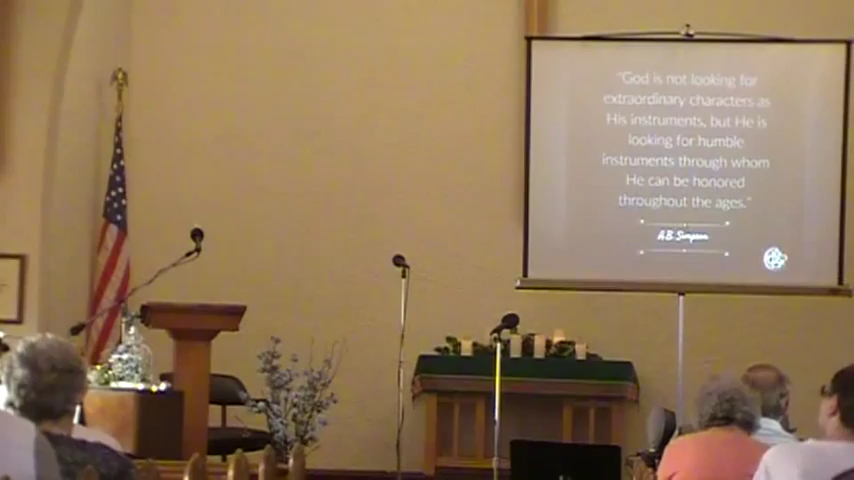 "God is not looking for
extraordinary characters as
His instruments, but He is
looking for humble
instruments through whom
He can be honored
throughout the ages."
A.B. Simpson